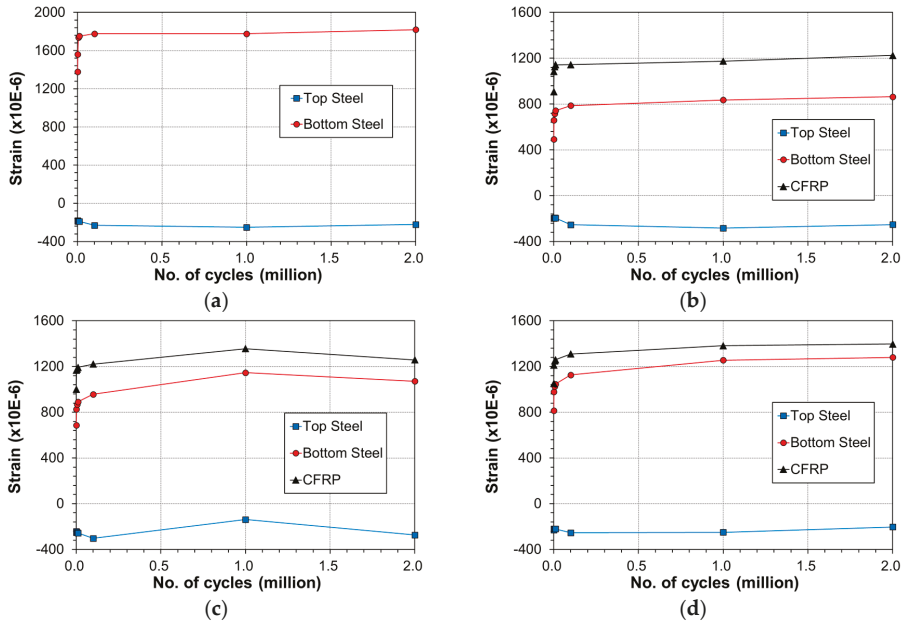 2000
1600
1200
800
400
0
-400
Strain (x10E-6)
Top Steel
Bottom Steel
0.0 0.5 1.0 1.5 2.0
No. of cycles (million)
(a)
1600
1200
800
400
0
-400
Strain (x10E-6)
Top Steel
Bottom Steel
CFRP
0.0 0.5 1.0 1.5 2.0
No. of cycles (million)
(b)
1600
1200
800
400
0
-400
Strain (x10E-6)
Top Steel
Bottom Steel
CFRP
0.0 0.5 1.0 1.5 2.0
No. of cycles (million)
(c)
1600
1200
800
400
0
-400
Strain (x10E-6)
Top Steel
Bottom Steel
CFRP
0.0 0.5 1.0 1.5 2.0
No. of cycles (million)
(d)